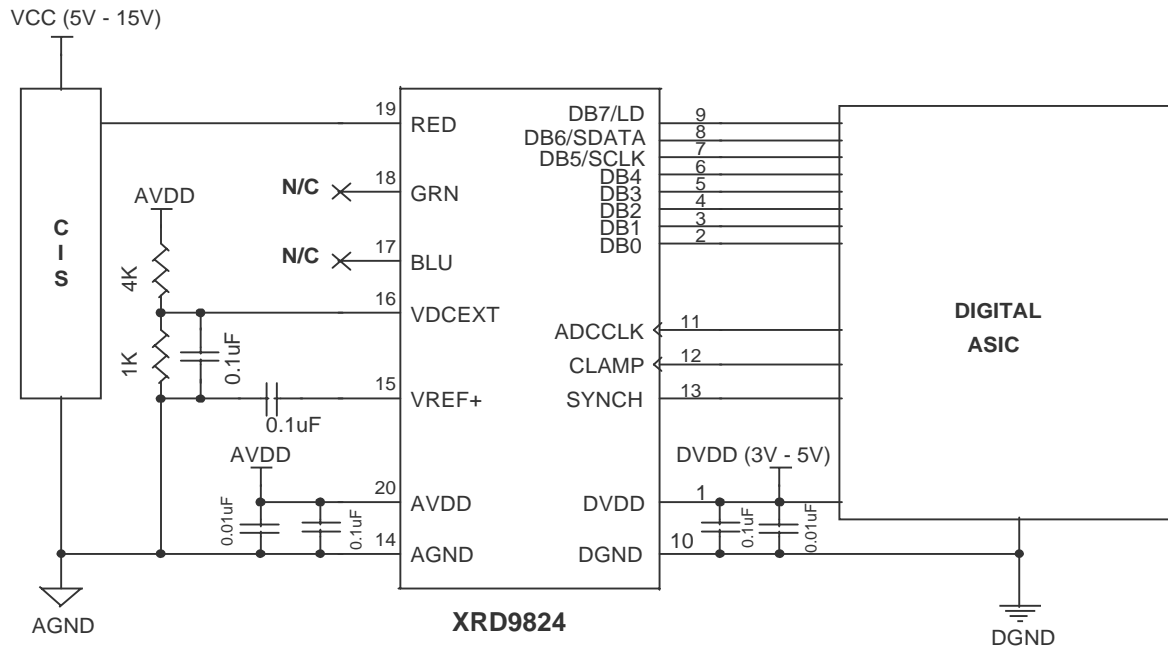 VCC (5V - 15V)
C
I
S
19
RED
N/C
18
GRN
AVDD
N/C
17
BLU
4K
16
VDCEXT
1K
0.1uF
15
VREF+
0.1uF
AVDD
20
AVDD
0.01uF
0.1uF
14
AGND
AGND
XRD9824
DB7/LD
9
DB6/SDATA
8
DB5/SCLK
7
DB4
6
DB3
5
DB2
4
DB1
3
DB0
2
ADCCLK
11
CLAMP
12
SYNCH
13
DVDD (3V - 5V)
DVDD
1
0.1uF
0.01uF
DGND
10
DIGITAL
ASIC
DGND